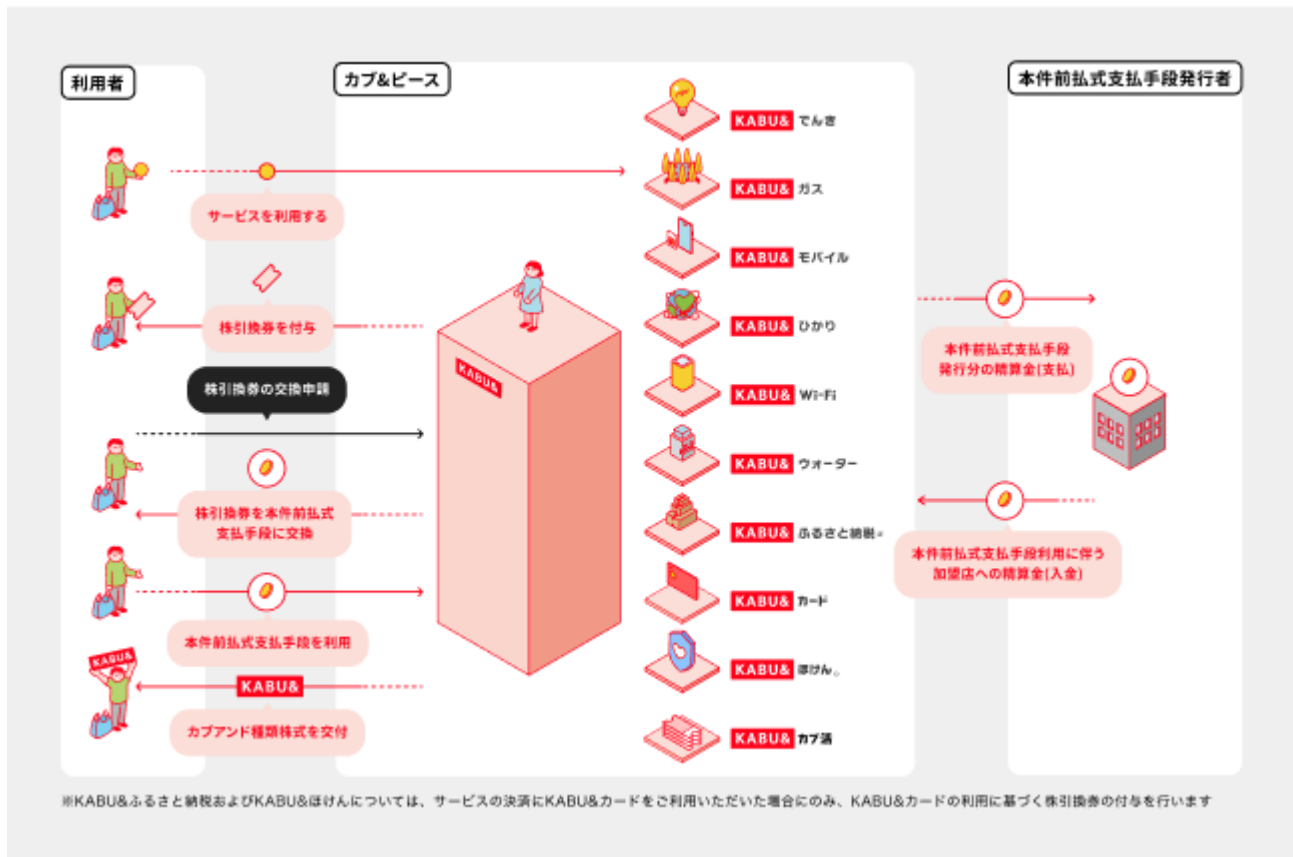 利用者
カブ&ピース
本件前払式支払手段発行者
サービスを利用する
株引換券を付与
株引換券の交換申請
株引換券を本件前払式
支払手段に交換
本件前払式支払手段を利用
KABU&
KABU&
カブアンド種類株式を交付
KABU&
KABU& でんき
KABU& ガス
KABU& モバイル
KABU& ひかり
KABU& Wi-Fi
KABU& ウォーター
KABU& ふるさと納税※
KABU& カード
KABU& ほけん。
KABU& カブ活
本件前払式支払手段
発行分の精算金(支払)
本件前払式支払手段利用に伴う
加盟店への精算金(入金)
※KABU&ふるさと納税およびKABU&ほけんについては、サービスの決済にKABU&カードをご利用いただいた場合にのみ、KABU&カードの利用に基づく株引換券の付与を行います